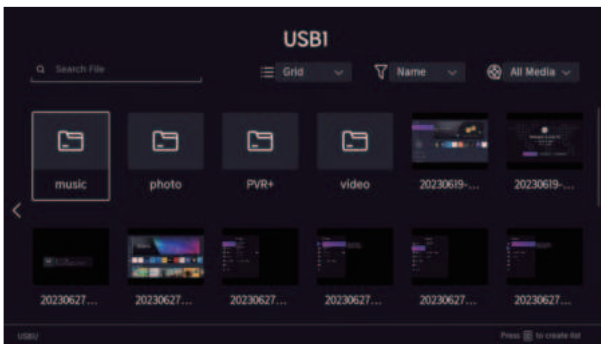 USB1
Search File
Grid
Name
All Media
music
photo
PVR+
video
20230619-...
20230619-...
20230627...
20230627...
20230627...
20230627...
20230627...
20230627...
USB1/
Press to create list